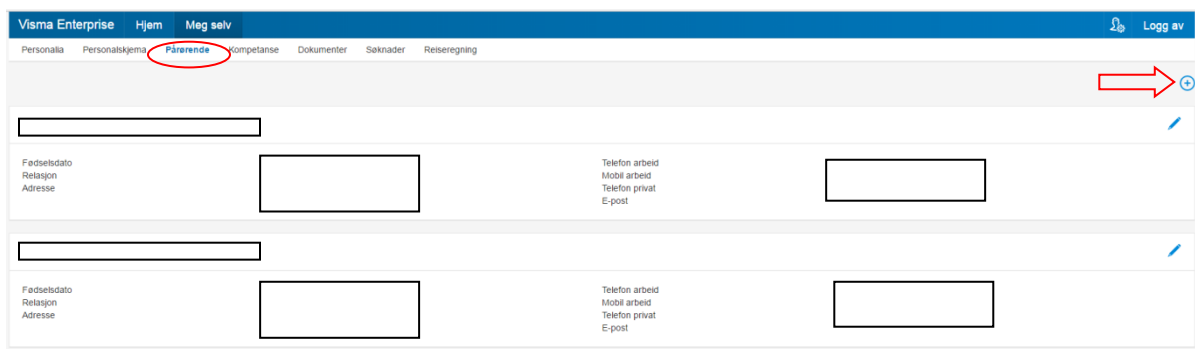 Visma Enterprise Hjem Meg selv Logg av
Personalia Personalskjema Pårørende Kompetanse Dokumenter Søknader Reiseregning
Fødselsdato Telefon arbeid
Relasjon Mobil arbeid
Adresse Telefon privat
E-post
Fødselsdato Telefon arbeid
Relasjon Mobil arbeid
Adresse Telefon privat
E-post